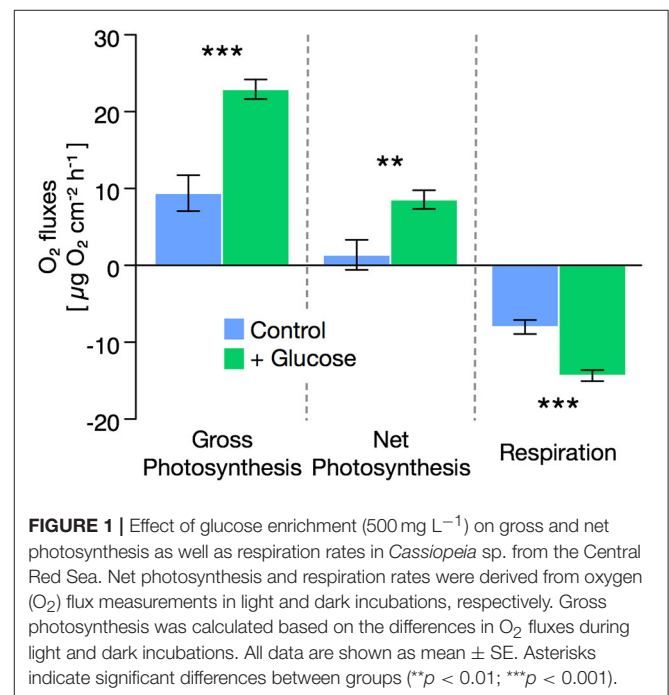 30
20
10
0
-10
-20
O₂ fluxes
[ µg O₂ cm⁻² h⁻¹ ]
***
**
***
Control
+ Glucose
Gross
Photosynthesis
Net
Photosynthesis
Respiration
FIGURE 1 | Effect of glucose enrichment (500 mg L⁻¹) on gross and net
photosynthesis as well as respiration rates in Cassiopeia sp. from the Central
Red Sea. Net photosynthesis and respiration rates were derived from oxygen
(O₂) flux measurements in light and dark incubations, respectively. Gross
photosynthesis was calculated based on the differences in O₂ fluxes during
light and dark incubations. All data are shown as mean ± SE. Asterisks
indicate significant differences between groups (**p < 0.01; ***p < 0.001).